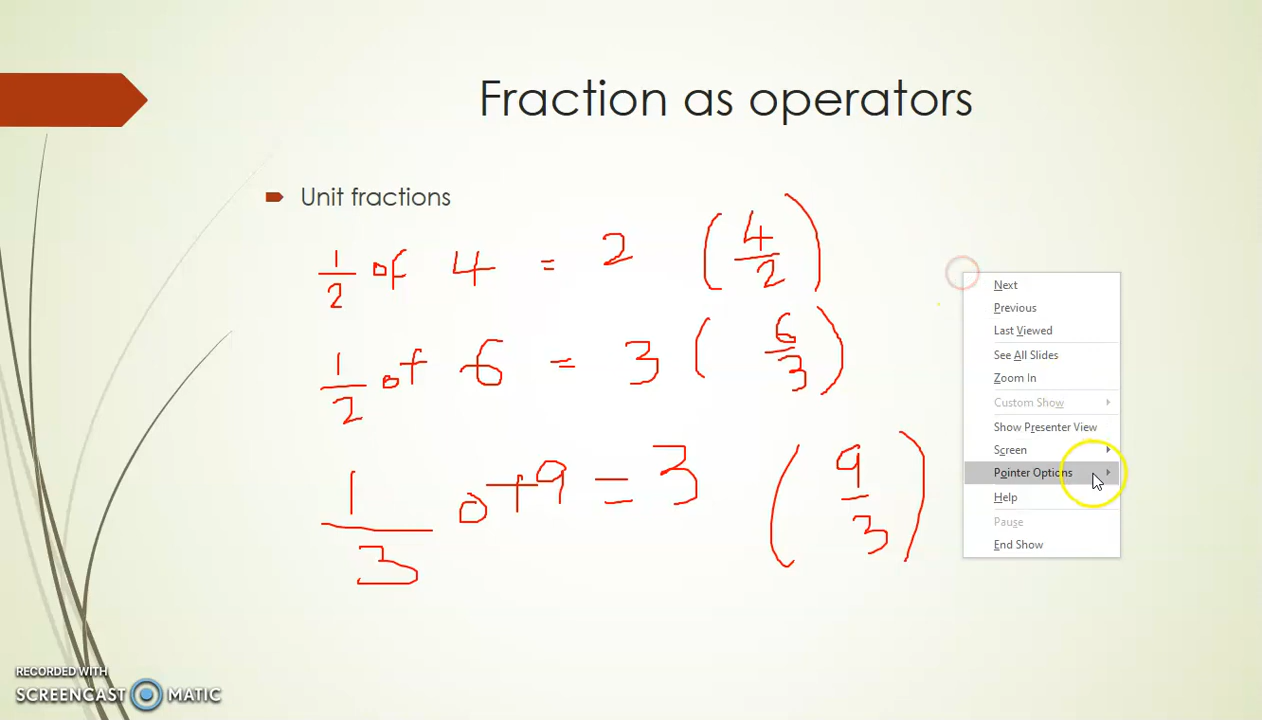 Fraction as operators
Unit fractions
1/2 of 4 = 2 (4/2)
1/2 of 6 = 3 (6/3)
1/3 of 9 = 3 (9/3)
Next
Previous
Last Viewed
See All Slides
Zoom In
Custom Show
Show Presenter View
Screen
Pointer Options
Help
Pause
End Show
RECORDED WITH
SCREENCAST MATIC